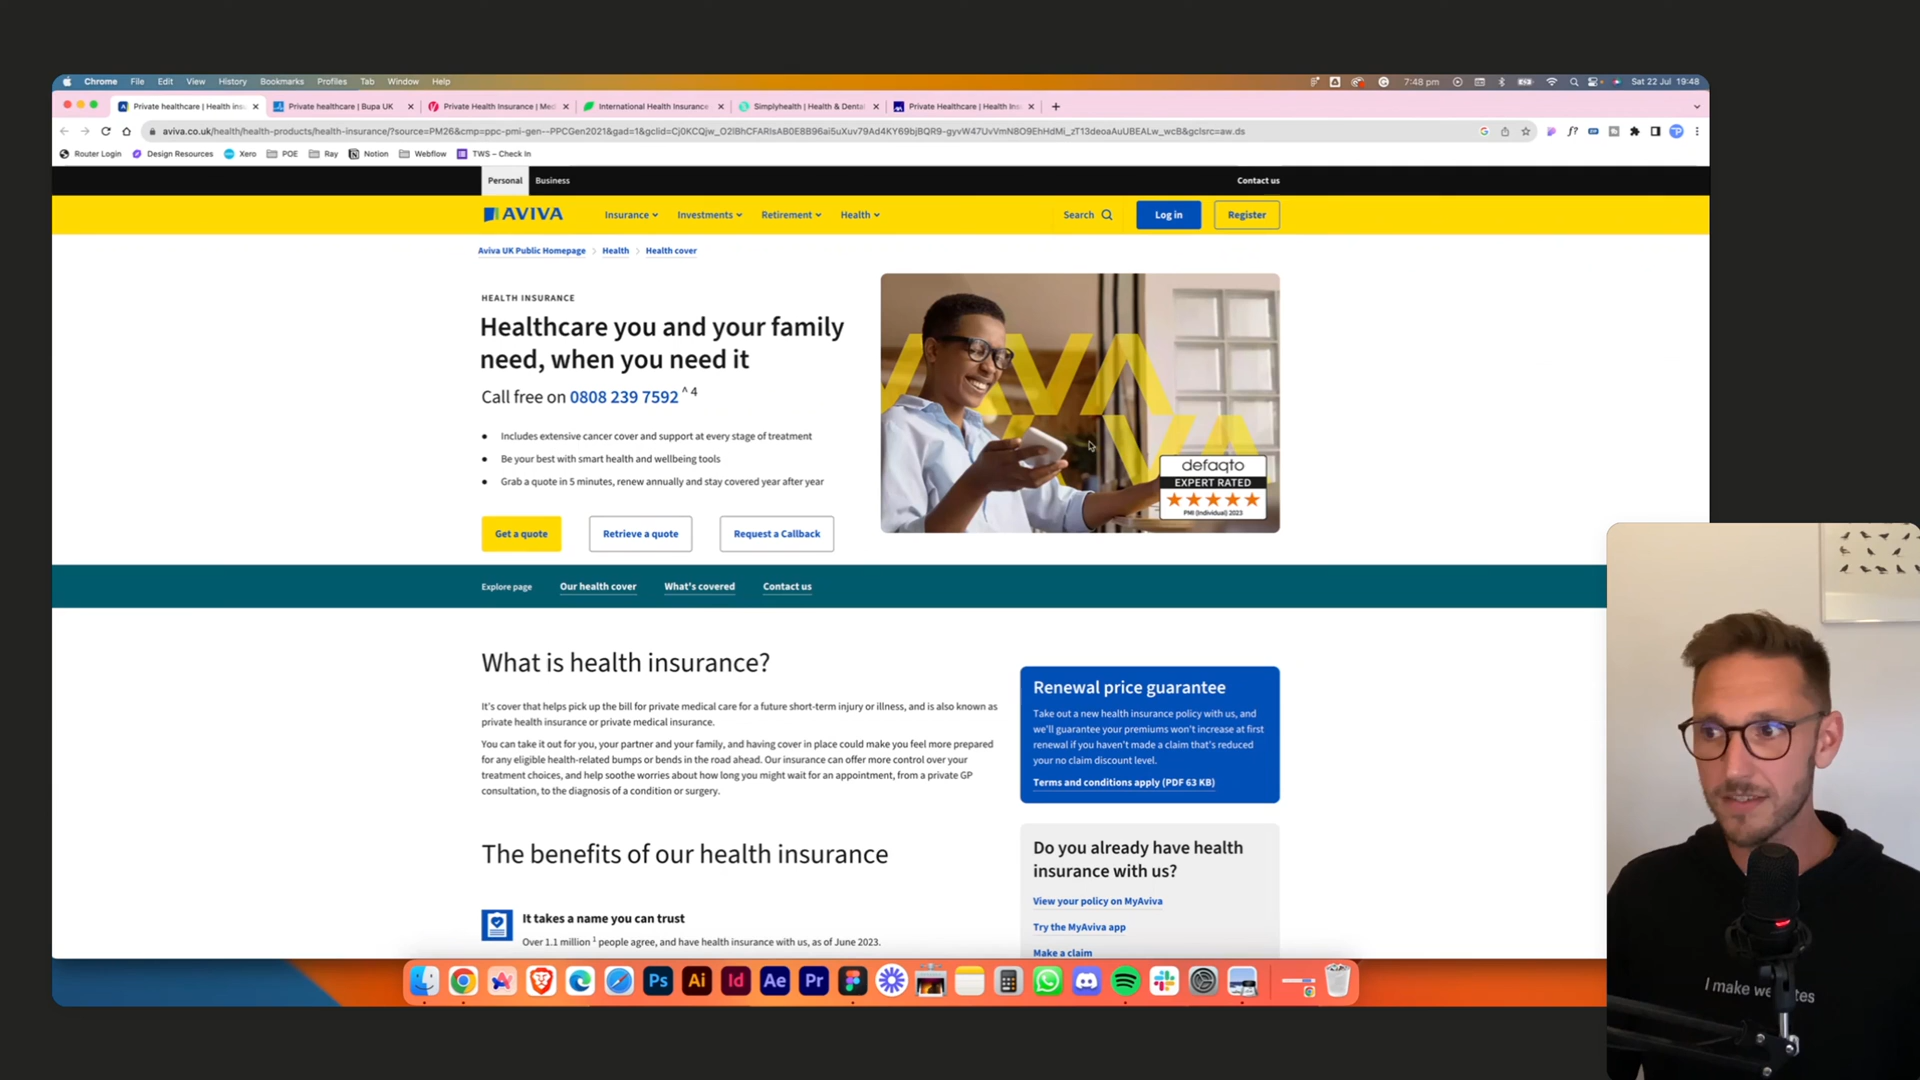 Chrome File Edit View History Bookmarks Profiles Tab Window Help
7:48 pm
Sat 22 Jul 19:48
Private healthcare | Health ins
Private healthcare | Bupa UK
Private Health Insurance | Med
International Health Insurance
Simplyhealth | Health & Dental
Private Healthcare | Health Ins
aviva.co.uk/health/health-products/health-insurance/?source=PM26&cmp=ppc-pmi-gen--PPCGen2021&gad=1&gclid=
Router Login Design Resources Xero POE Ray Notion Webflow TWS – Check In
Personal Business
Contact us
AVIVA
Insurance Investments Retirement Health
Search
Log in
Register
Aviva UK Public Homepage > Health > Health cover
HEALTH INSURANCE
Healthcare you and your family
need, when you need it
Call free on 0808 239 7592 ^ 4
• Includes extensive cancer cover and support at every stage of treatment
• Be your best with smart health and wellbeing tools
• Grab a quote in 5 minutes, renew annually and stay covered year after year
Get a quote
Retrieve a quote
Request a Callback
defaqto
EXPERT RATED
PMI (Individual) 2023
Explore page Our health cover What's covered Contact us
What is health insurance?
It's cover that helps pick up the bill for private medical care for a future short-term injury or illness, and is also known as
private health insurance or private medical insurance.
You can take it out for you, your partner and your family, and having cover in place could make you feel more prepared
for any eligible health-related bumps or bends in the road ahead. Our insurance can offer more control over your
treatment choices, and help soothe worries about how long you might wait for an appointment, from a private GP
consultation, to the diagnosis of a condition or surgery.
Renewal price guarantee
Take out a new health insurance policy with us, and
we'll guarantee your premiums won't increase at first
renewal if you haven't made a claim that's reduced
your no claim discount level.
Terms and conditions apply (PDF 63 KB)
The benefits of our health insurance
It takes a name you can trust
Over 1.1 million 1 people agree, and have health insurance with us, as of June 2023.
Do you already have health
insurance with us?
View your policy on MyAviva
Try the MyAviva app
Make a claim
Ps Ai Id Ae Pr
I make we